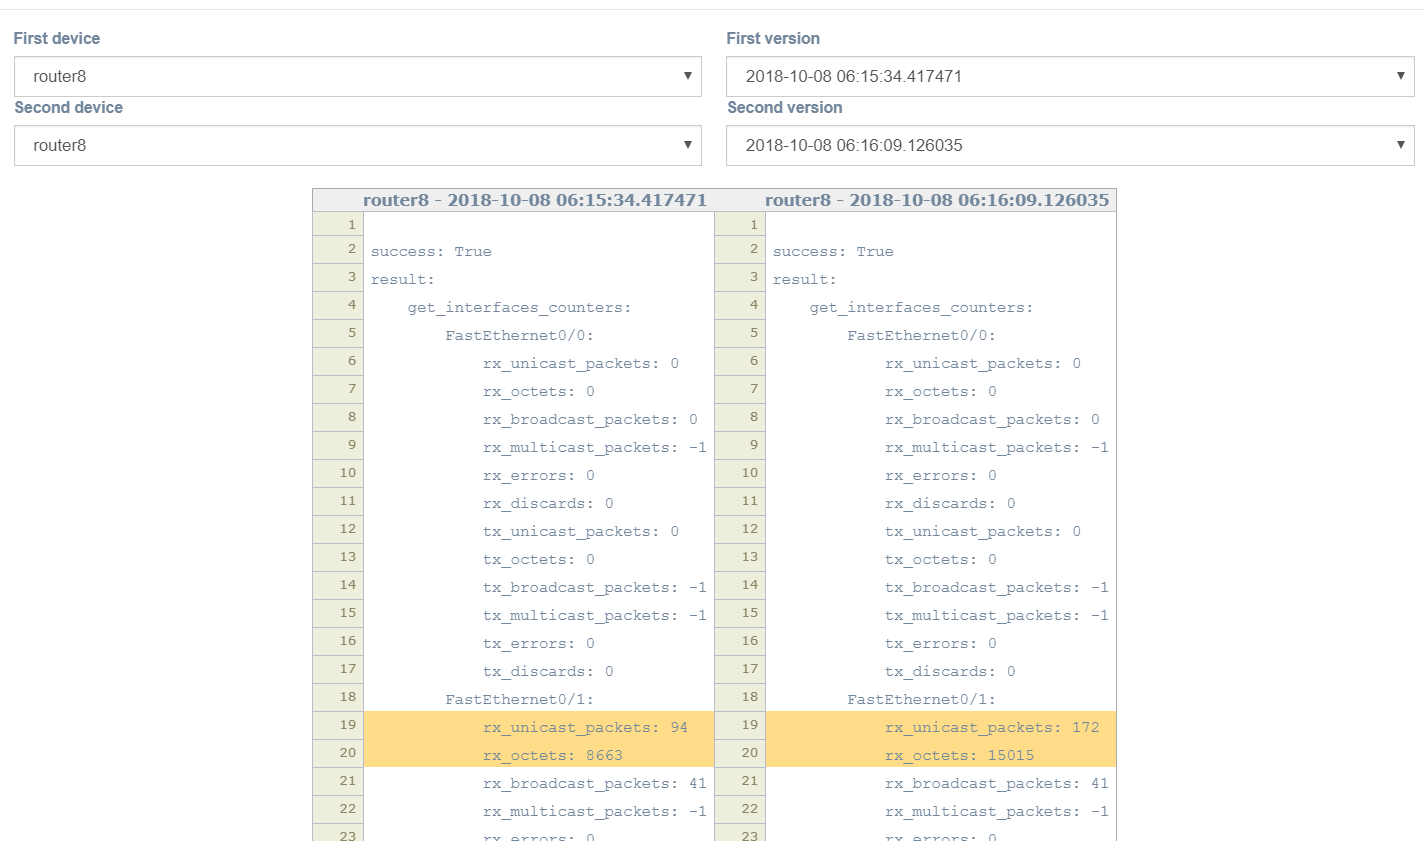 First device First version
router8 2018-10-08 06:15:34.417471
Second device Second version
router8 2018-10-08 06:16:09.126035
router8 - 2018-10-08 06:15:34.417471 router8 - 2018-10-08 06:16:09.126035
1 1
2 success: True 2 success: True
3 result: 3 result:
4 get_interfaces_counters: 4 get_interfaces_counters:
5 FastEthernet0/0: 5 FastEthernet0/0:
6 rx_unicast_packets: 0 6 rx_unicast_packets: 0
7 rx_octets: 0 7 rx_octets: 0
8 rx_broadcast_packets: 0 8 rx_broadcast_packets: 0
9 rx_multicast_packets: -1 9 rx_multicast_packets: -1
10 rx_errors: 0 10 rx_errors: 0
11 rx_discards: 0 11 rx_discards: 0
12 tx_unicast_packets: 0 12 tx_unicast_packets: 0
13 tx_octets: 0 13 tx_octets: 0
14 tx_broadcast_packets: -1 14 tx_broadcast_packets: -1
15 tx_multicast_packets: -1 15 tx_multicast_packets: -1
16 tx_errors: 0 16 tx_errors: 0
17 tx_discards: 0 17 tx_discards: 0
18 FastEthernet0/1: 18 FastEthernet0/1:
19 rx_unicast_packets: 94 19 rx_unicast_packets: 172
20 rx_octets: 8663 20 rx_octets: 15015
21 rx_broadcast_packets: 41 21 rx_broadcast_packets: 41
22 rx_multicast_packets: -1 22 rx_multicast_packets: -1
23 rx_errors: 0 23 rx_errors: 0